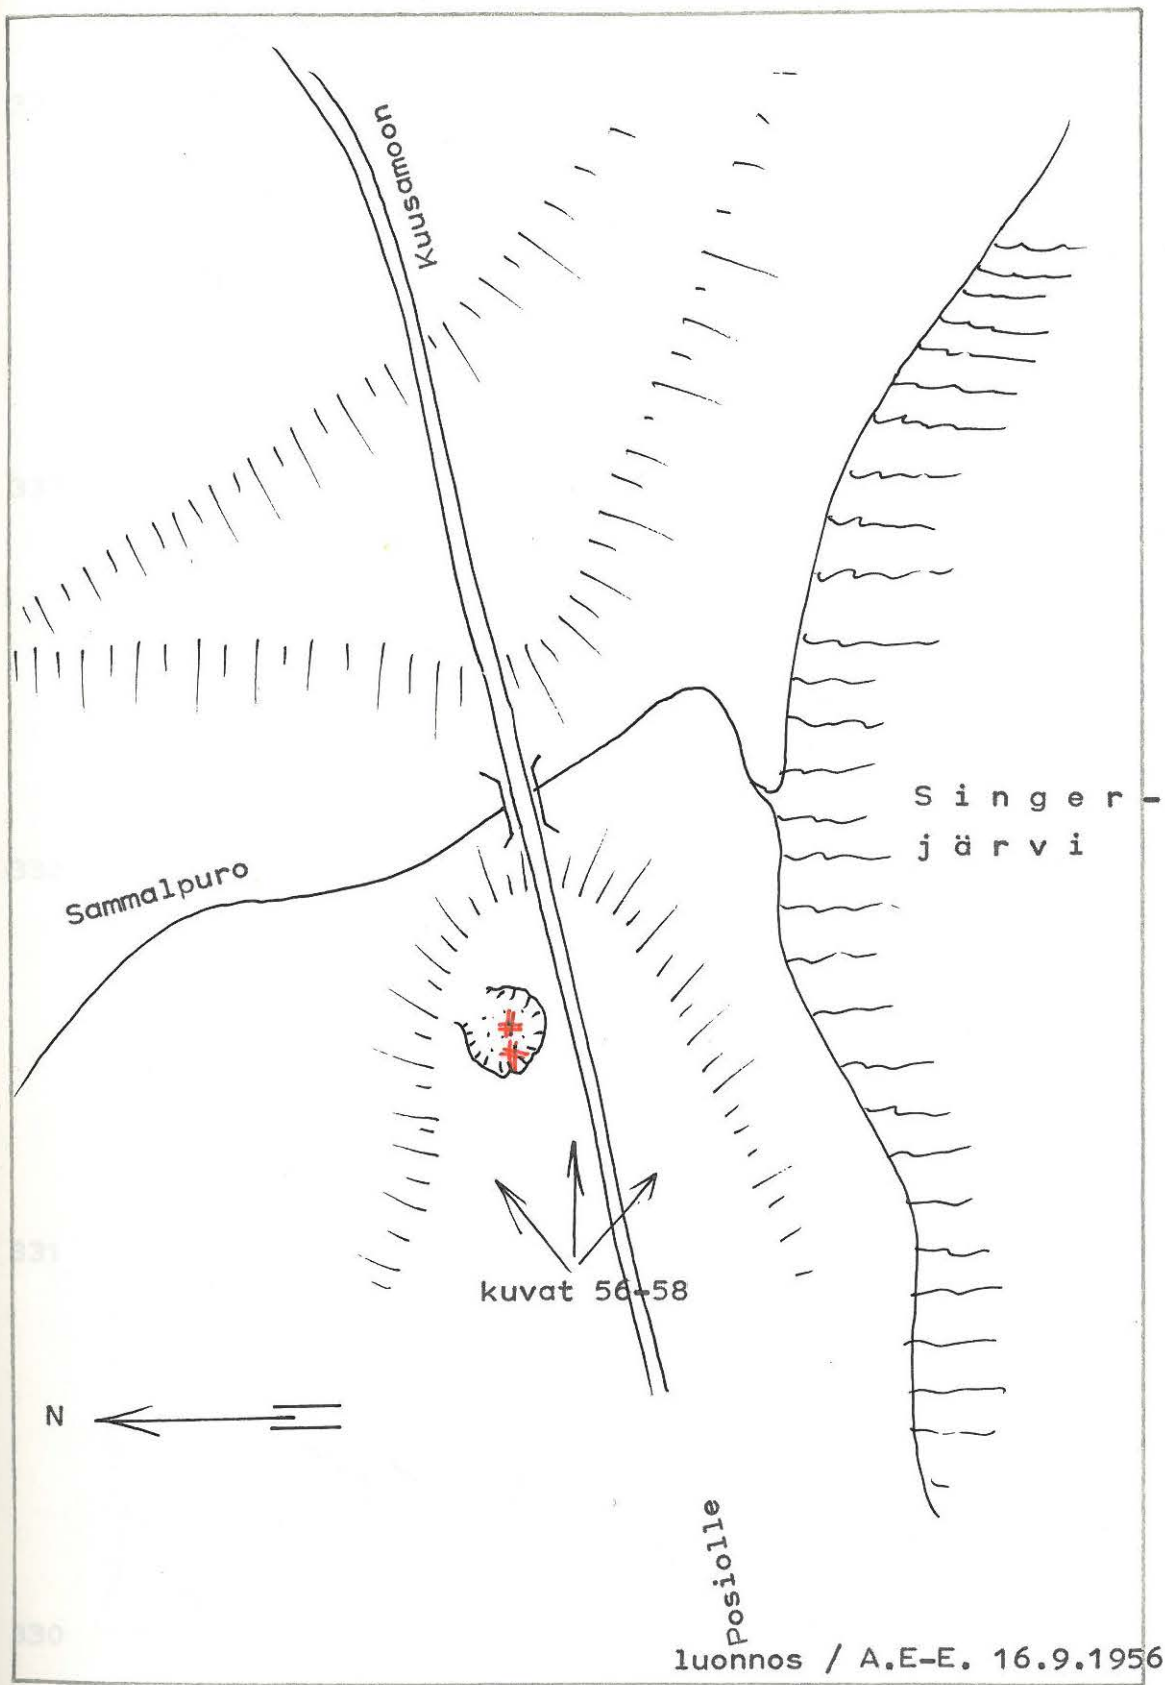 Kuusamoon
Singer-
järvi
Sammalpuro
kuvat 56-58
N
Posiolle
luonnos / A.E-E. 16.9.1956